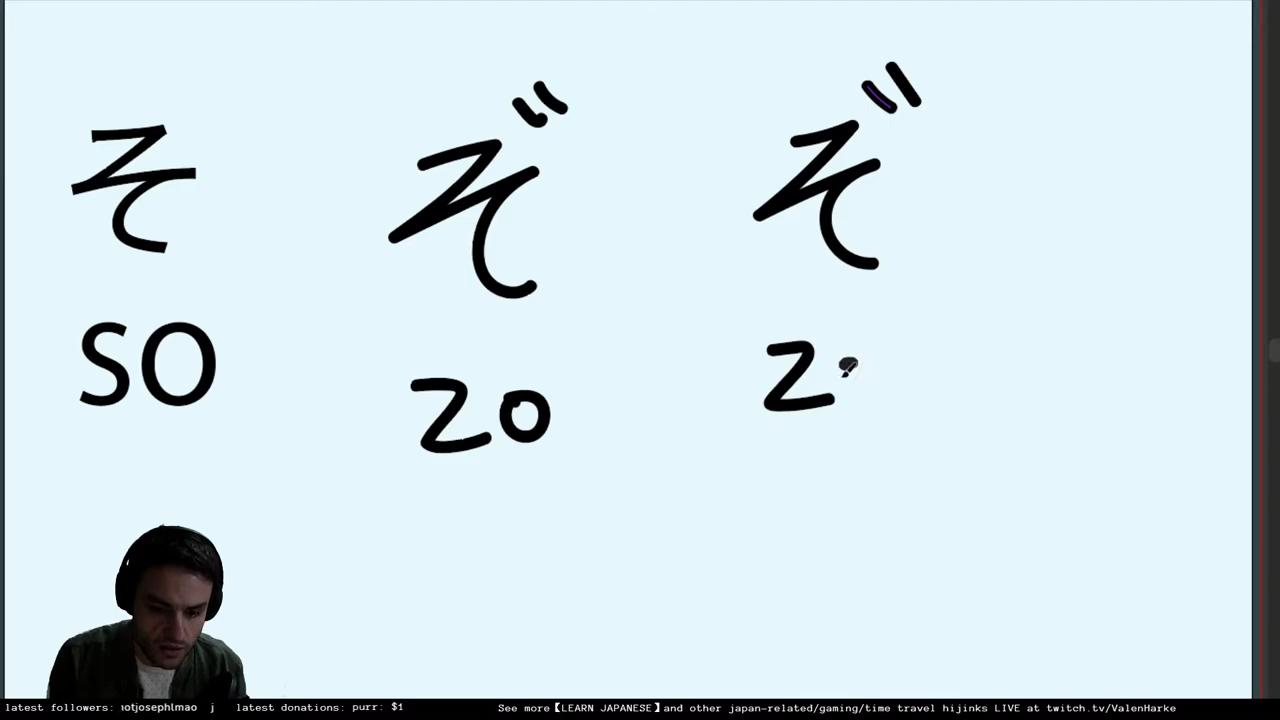 そ ぞ ぞ
so zo z
latest followers: notjosephlmao j latest donations: purr: $1 See more【LEARN JAPANESE】and other japan-related/gaming/time travel hijinks LIVE at twitch.tv/ValenHarke